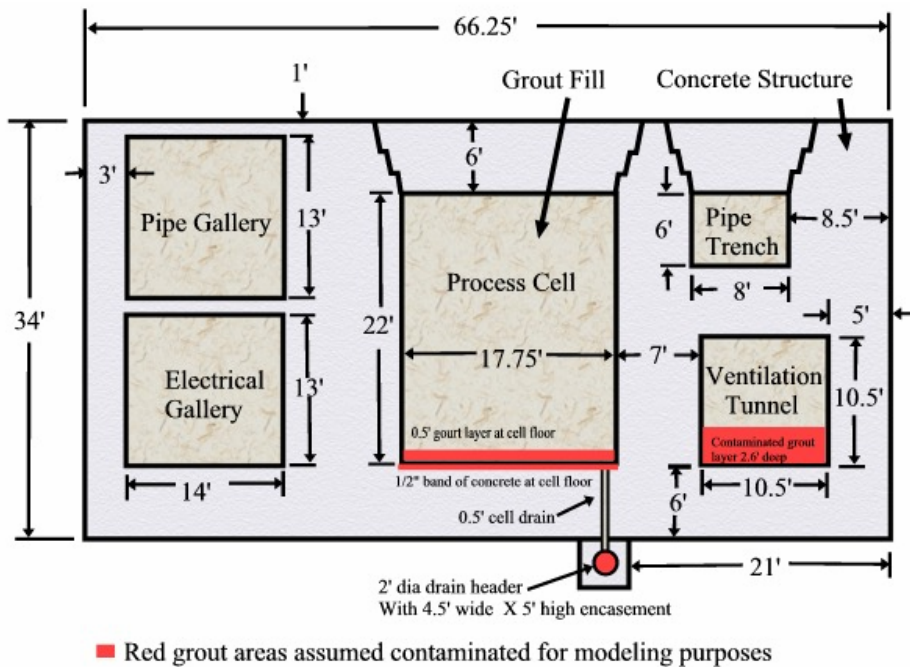 66.25'
1'
Grout Fill
Concrete Structure
34'
3'
6'
Pipe Gallery
13'
6'
Pipe
Trench
8.5'
8'
Process Cell
22'
17.75'
7'
5'
Electrical
Gallery
13'
Ventilation
Tunnel
10.5'
0.5' gourt layer at cell floor
Contaminated grout
layer 2.6' deep
1/2" band of concrete at cell floor
14'
10.5'
6'
0.5' cell drain
21'
2' dia drain header
With 4.5' wide X 5' high encasement
Red grout areas assumed contaminated for modeling purposes